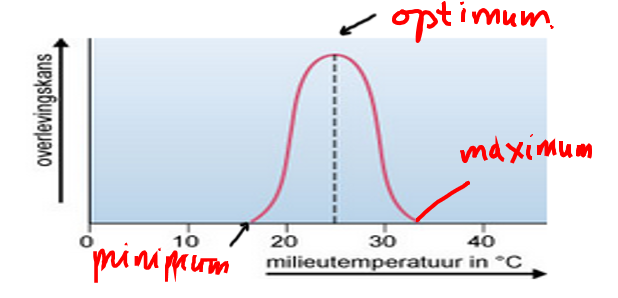 optimum.
overlevingskans
maximum
0 10 20 30 40
minimum
milieutemperatuur in °C